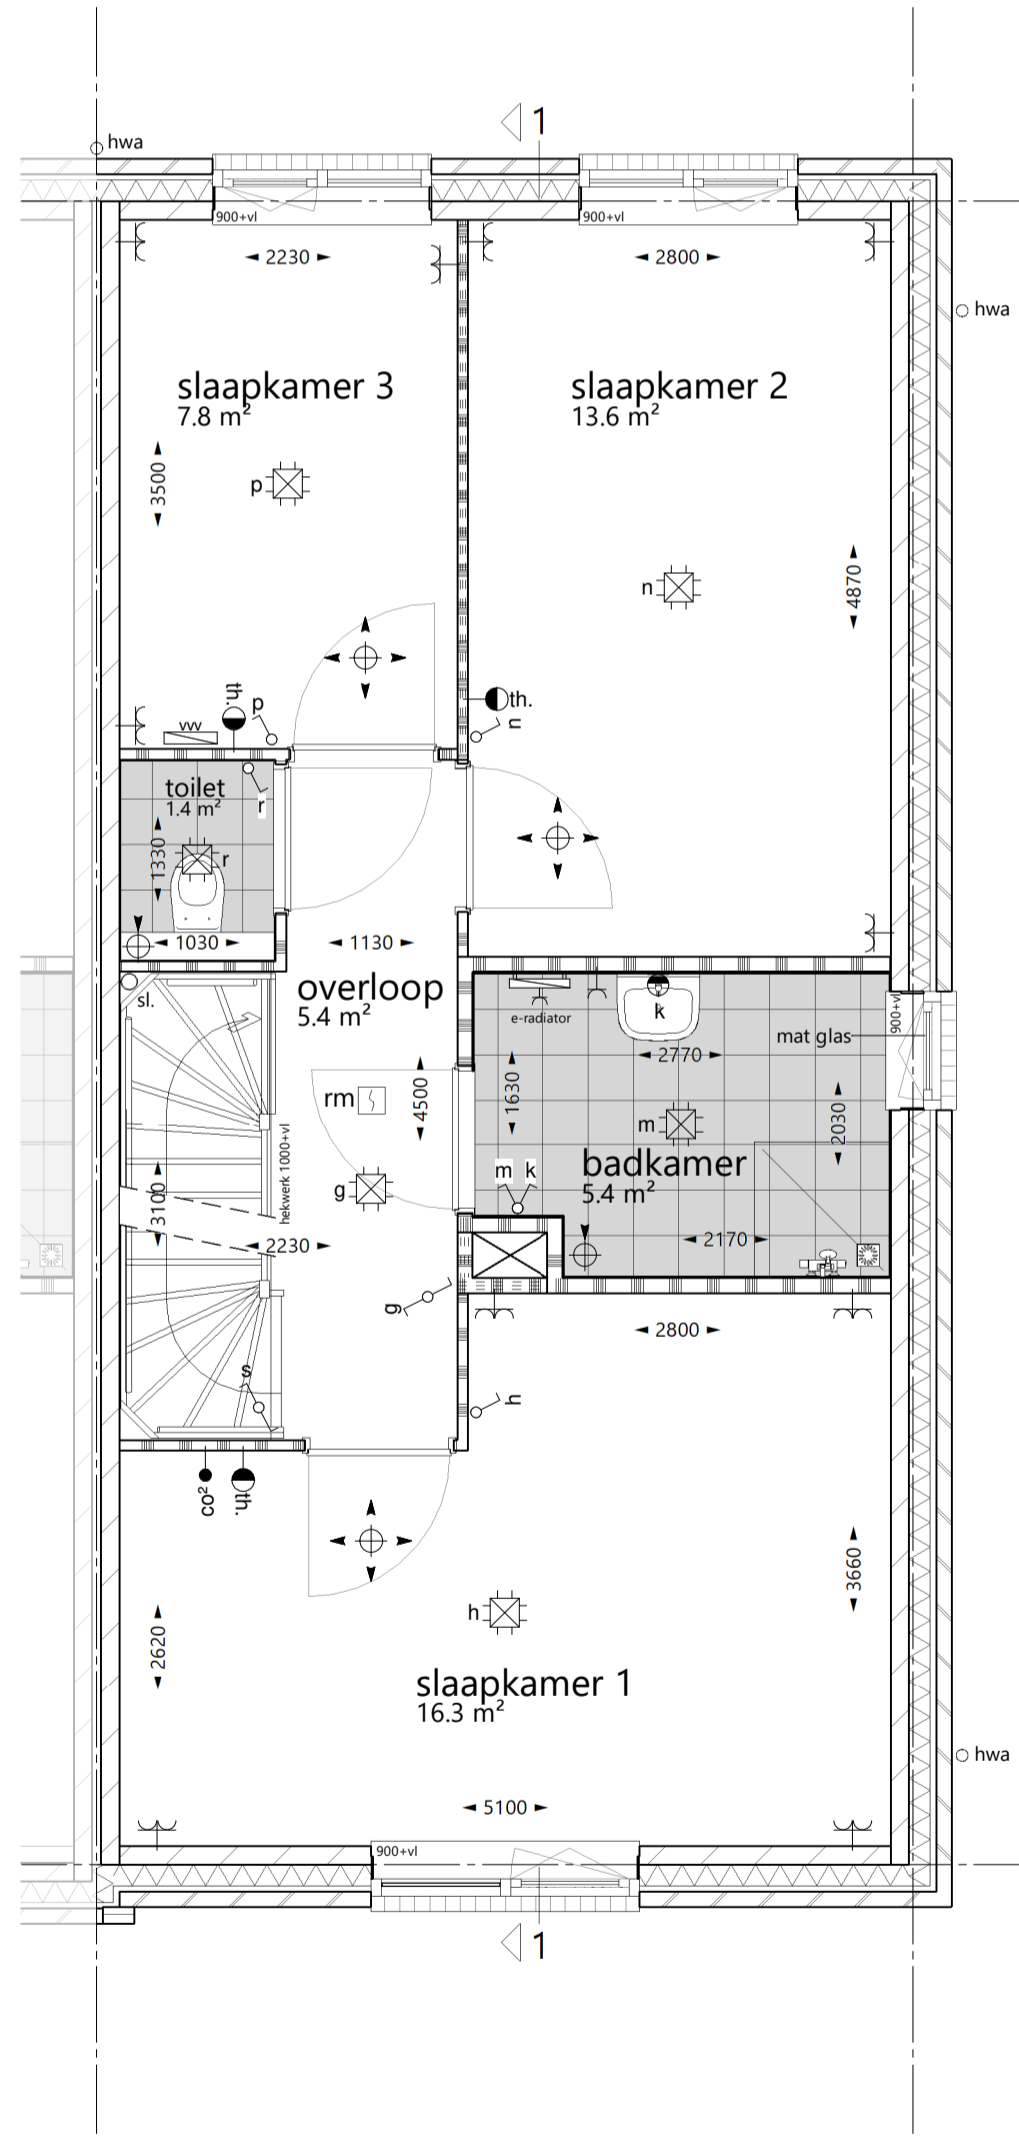 1
hwa
900+vl
900+vl
2230
2800
hwa
slaapkamer 3
7.8 m²
slaapkamer 2
13.6 m²
3500
p
n
4870
th.
p
vvv
th.
n
toilet
1.4 m²
r
1330
r
1030
1130
overloop
5.4 m²
sl.
e-radiator
k
900+vl
mat glas
2770
rm
4500
1630
2030
m
g
hekwerk 1000+vl
badkamer
5.4 m²
m k
3100
2230
2170
g
2800
s
h
co²
th.
3660
h
2620
slaapkamer 1
16.3 m²
hwa
5100
900+vl
1